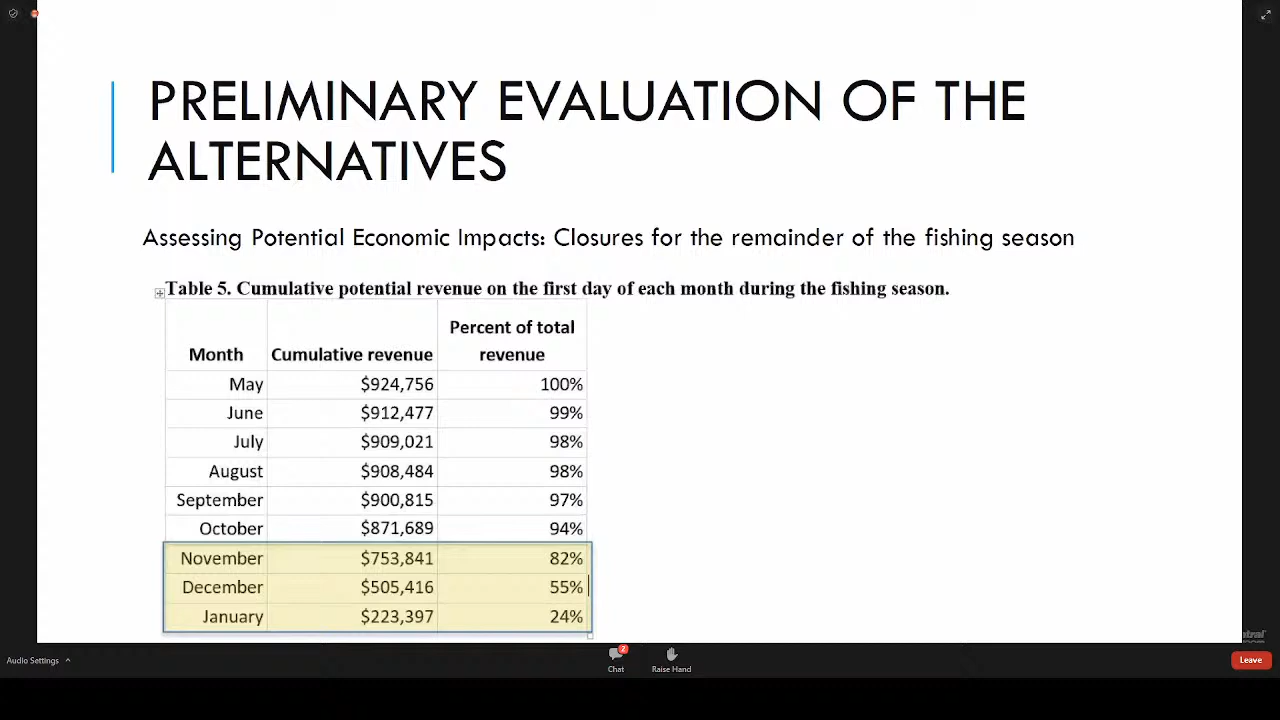 PRELIMINARY EVALUATION OF THE
ALTERNATIVES
Assessing Potential Economic Impacts: Closures for the remainder of the fishing season
Table 5. Cumulative potential revenue on the first day of each month during the fishing season.
Month Cumulative revenue Percent of total revenue
May $924,756 100%
June $912,477 99%
July $909,021 98%
August $908,484 98%
September $900,815 97%
October $871,689 94%
November $753,841 82%
December $505,416 55%
January $223,397 24%
Audio Settings
2
Chat
Raise Hand
Leave